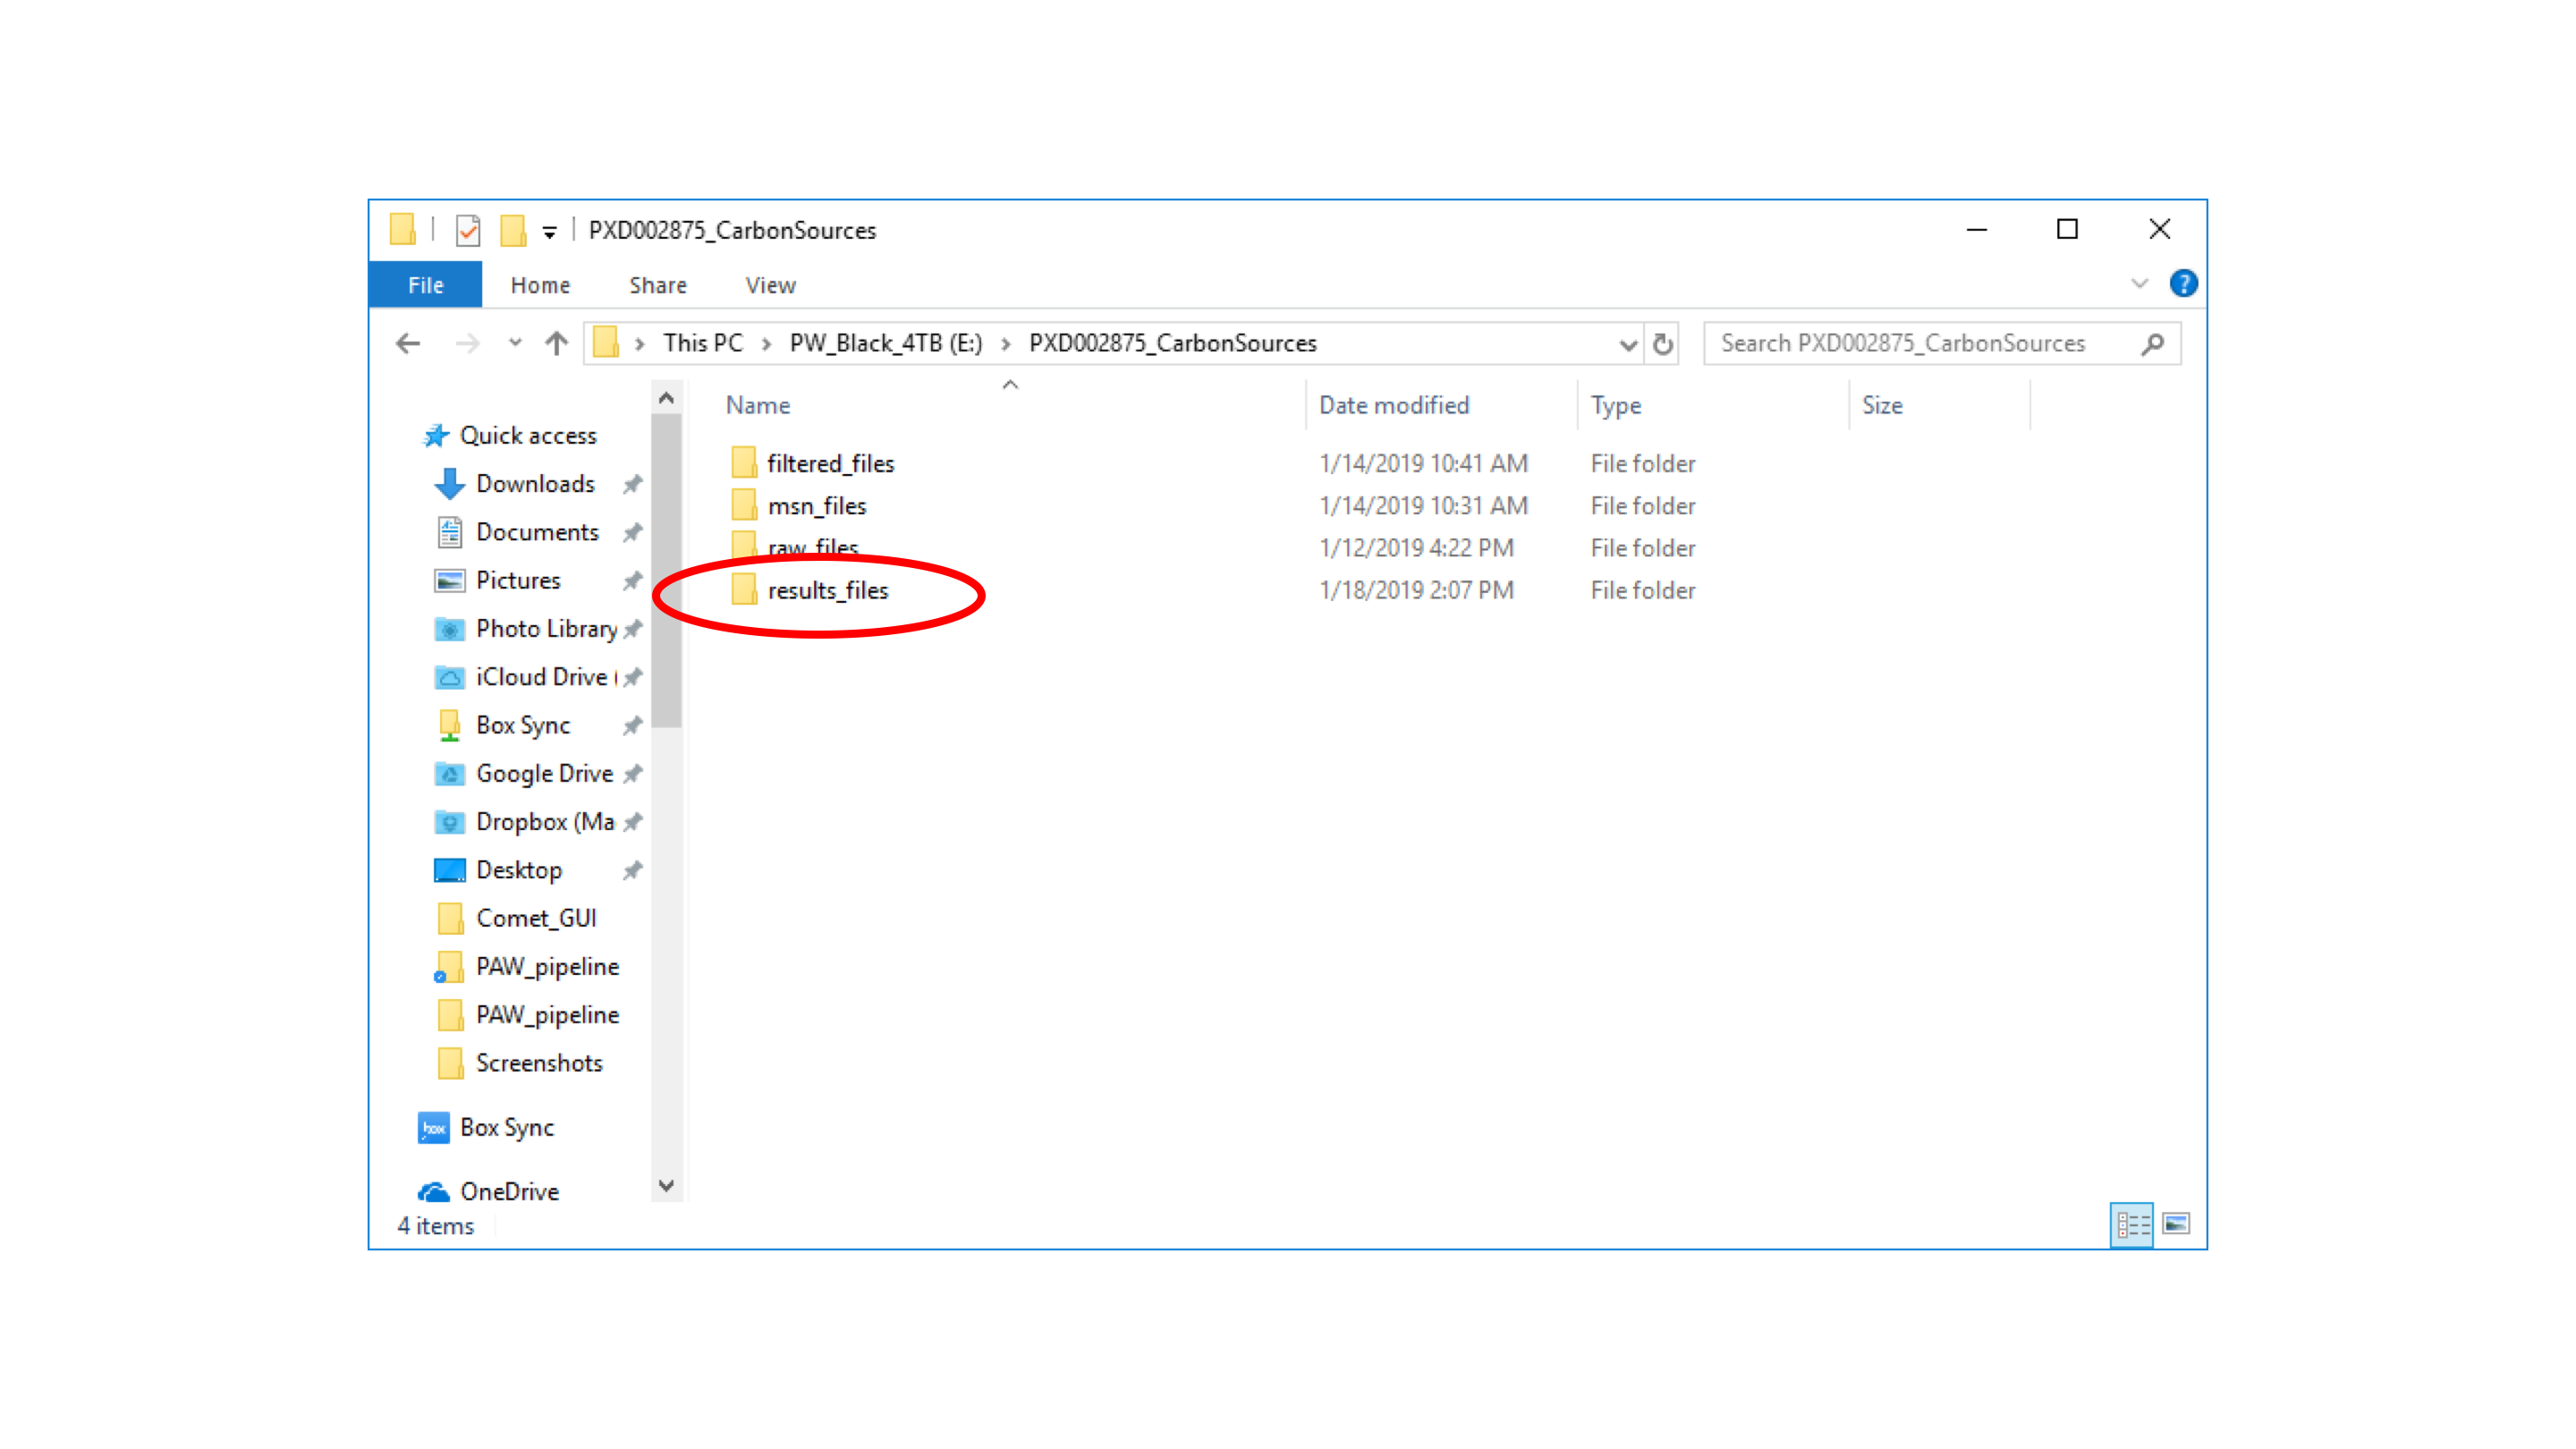 PXD002875_CarbonSources
File Home Share View
This PC PW_Black_4TB (E:) PXD002875_CarbonSources Search PXD002875_CarbonSources
Name Date modified Type Size
filtered_files 1/14/2019 10:41 AM File folder
msn_files 1/14/2019 10:31 AM File folder
raw_files 1/12/2019 4:22 PM File folder
results_files 1/18/2019 2:07 PM File folder
Quick access
Downloads
Documents
Pictures
Photo Library
iCloud Drive (
Box Sync
Google Drive
Dropbox (Ma
Desktop
Comet_GUI
PAW_pipeline
PAW_pipeline
Screenshots
box Box Sync
OneDrive
4 items